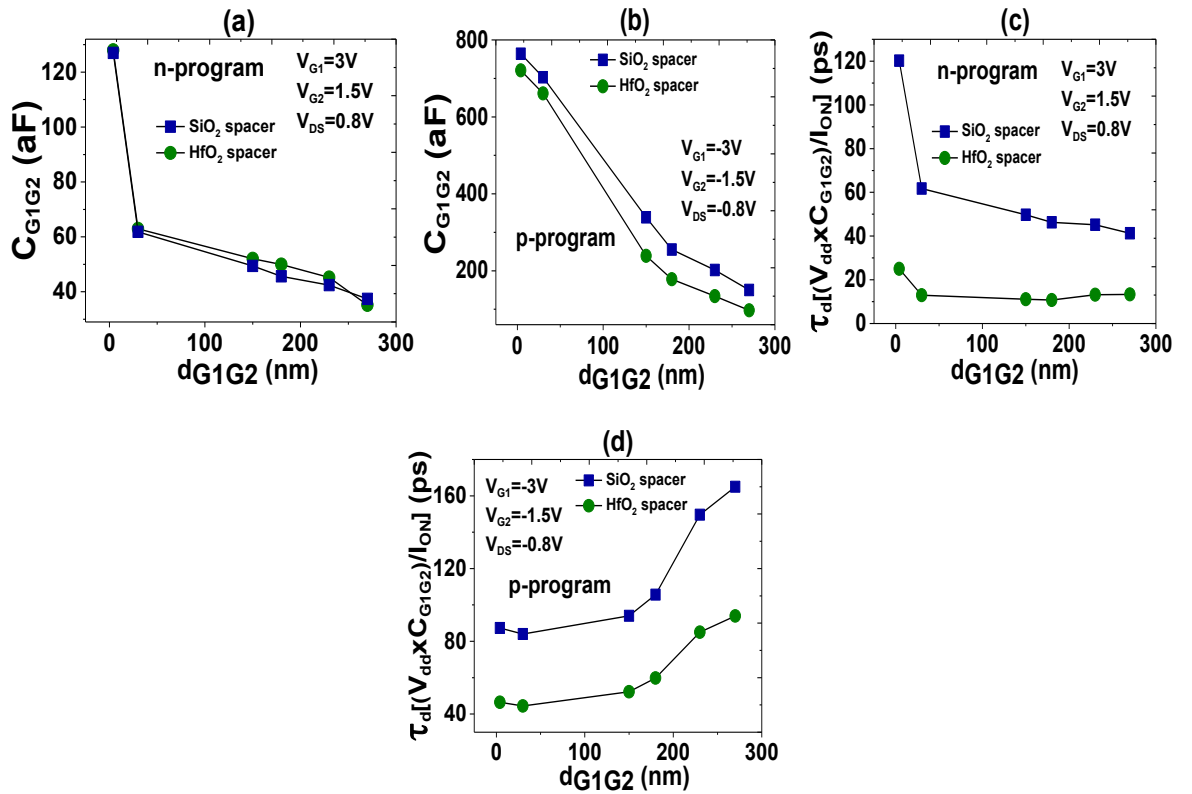 (a)
n-program
V_G1=3V
V_G2=1.5V
V_DS=0.8V
SiO₂ spacer
HfO₂ spacer
C_G1G2 (aF)
120
100
80
60
40
0 100 200 300
dG1G2 (nm)
(b)
SiO₂ spacer
HfO₂ spacer
V_G1=-3V
V_G2=-1.5V
V_DS=-0.8V
p-program
C_G1G2 (aF)
800
600
400
200
0 100 200 300
dG1G2 (nm)
(c)
n-program
V_G1=3V
V_G2=1.5V
V_DS=0.8V
SiO₂ spacer
HfO₂ spacer
τ_d[(V_dd x C_G1G2)/I_ON] (ps)
120
100
80
60
40
20
0
0 100 200 300
dG1G2 (nm)
(d)
V_G1=-3V
V_G2=-1.5V
V_DS=-0.8V
SiO₂ spacer
HfO₂ spacer
p-program
τ_d[(V_dd x C_G1G2)/I_ON] (ps)
160
120
80
40
0 100 200 300
dG1G2 (nm)